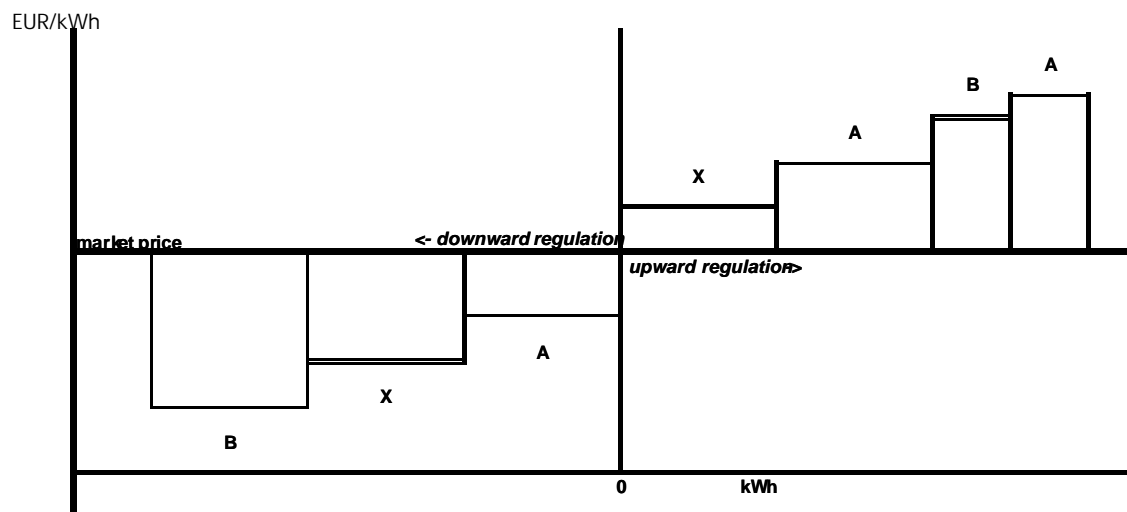 EUR/kWh
A
B
A
X
market price
<- downward regulation
upward regulation->
A
X
B
0
kWh